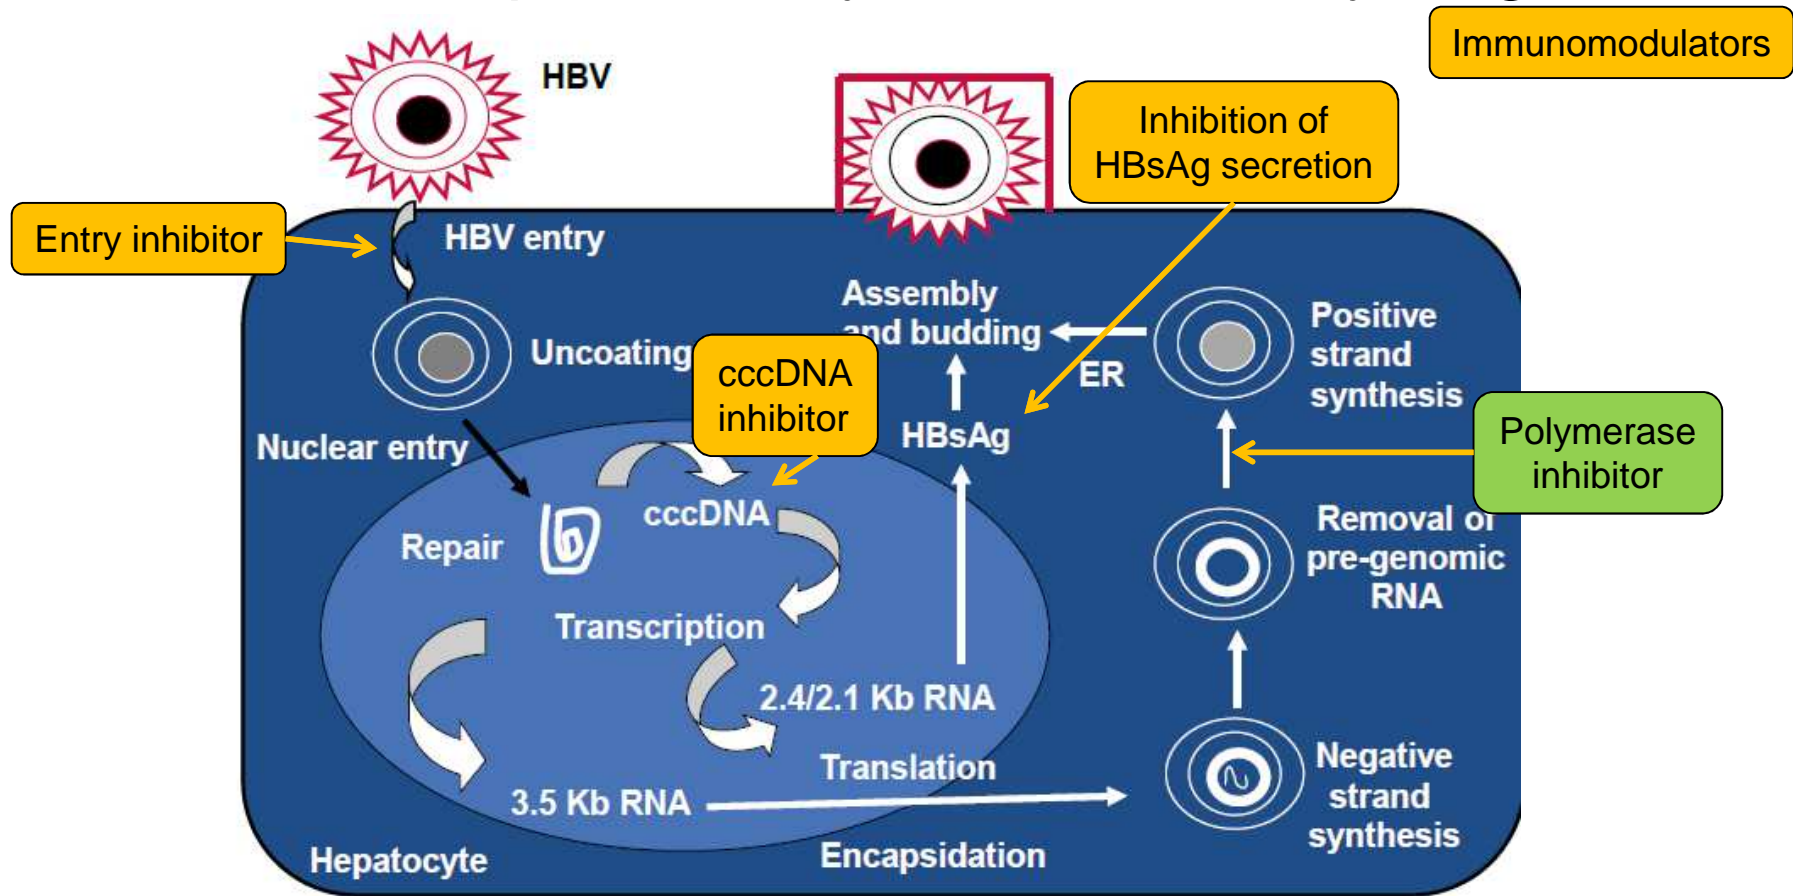 Immunomodulators
HBV
Inhibition of
HBsAg secretion
Entry inhibitor
HBV entry
Assembly
and budding
Positive
strand
synthesis
Uncoating
ER
cccDNA
inhibitor
HBsAg
Polymerase
inhibitor
Nuclear entry
cccDNA
Repair
Removal of
pre-genomic
RNA
Transcription
2.4/2.1 Kb RNA
Translation
Negative
strand
synthesis
3.5 Kb RNA
Encapsidation
Hepatocyte